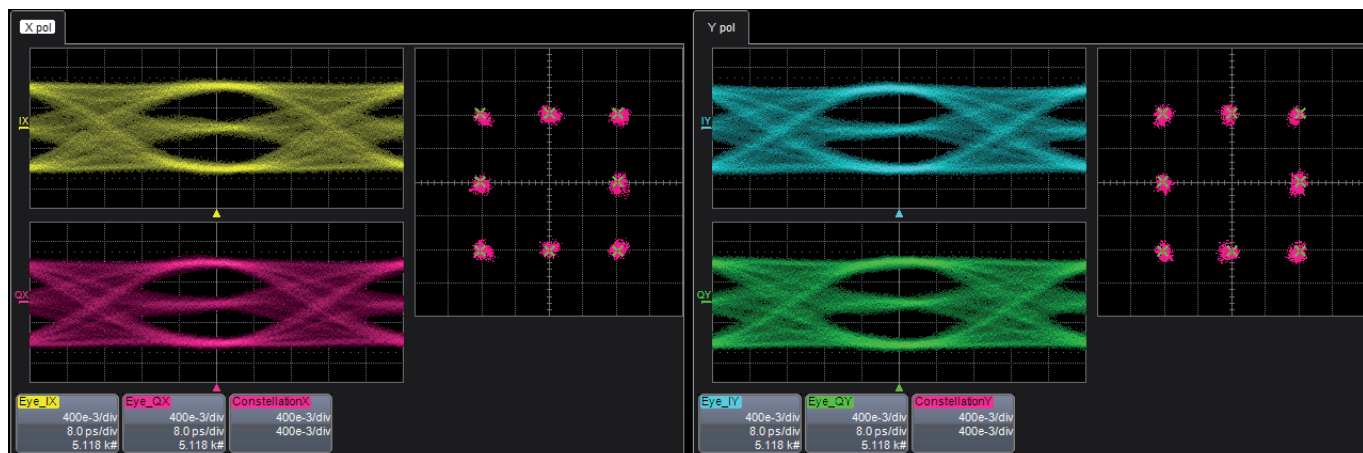 X pol
IX
QX
Eye_IX
400e-3/div
8.0 ps/div
5.118 k#
Eye_QX
400e-3/div
8.0 ps/div
5.118 k#
ConstellationX
400e-3/div
400e-3/div
Y pol
IY
QY
Eye_IY
400e-3/div
8.0 ps/div
5.118 k#
Eye_QY
400e-3/div
8.0 ps/div
5.118 k#
ConstellationY
400e-3/div
400e-3/div